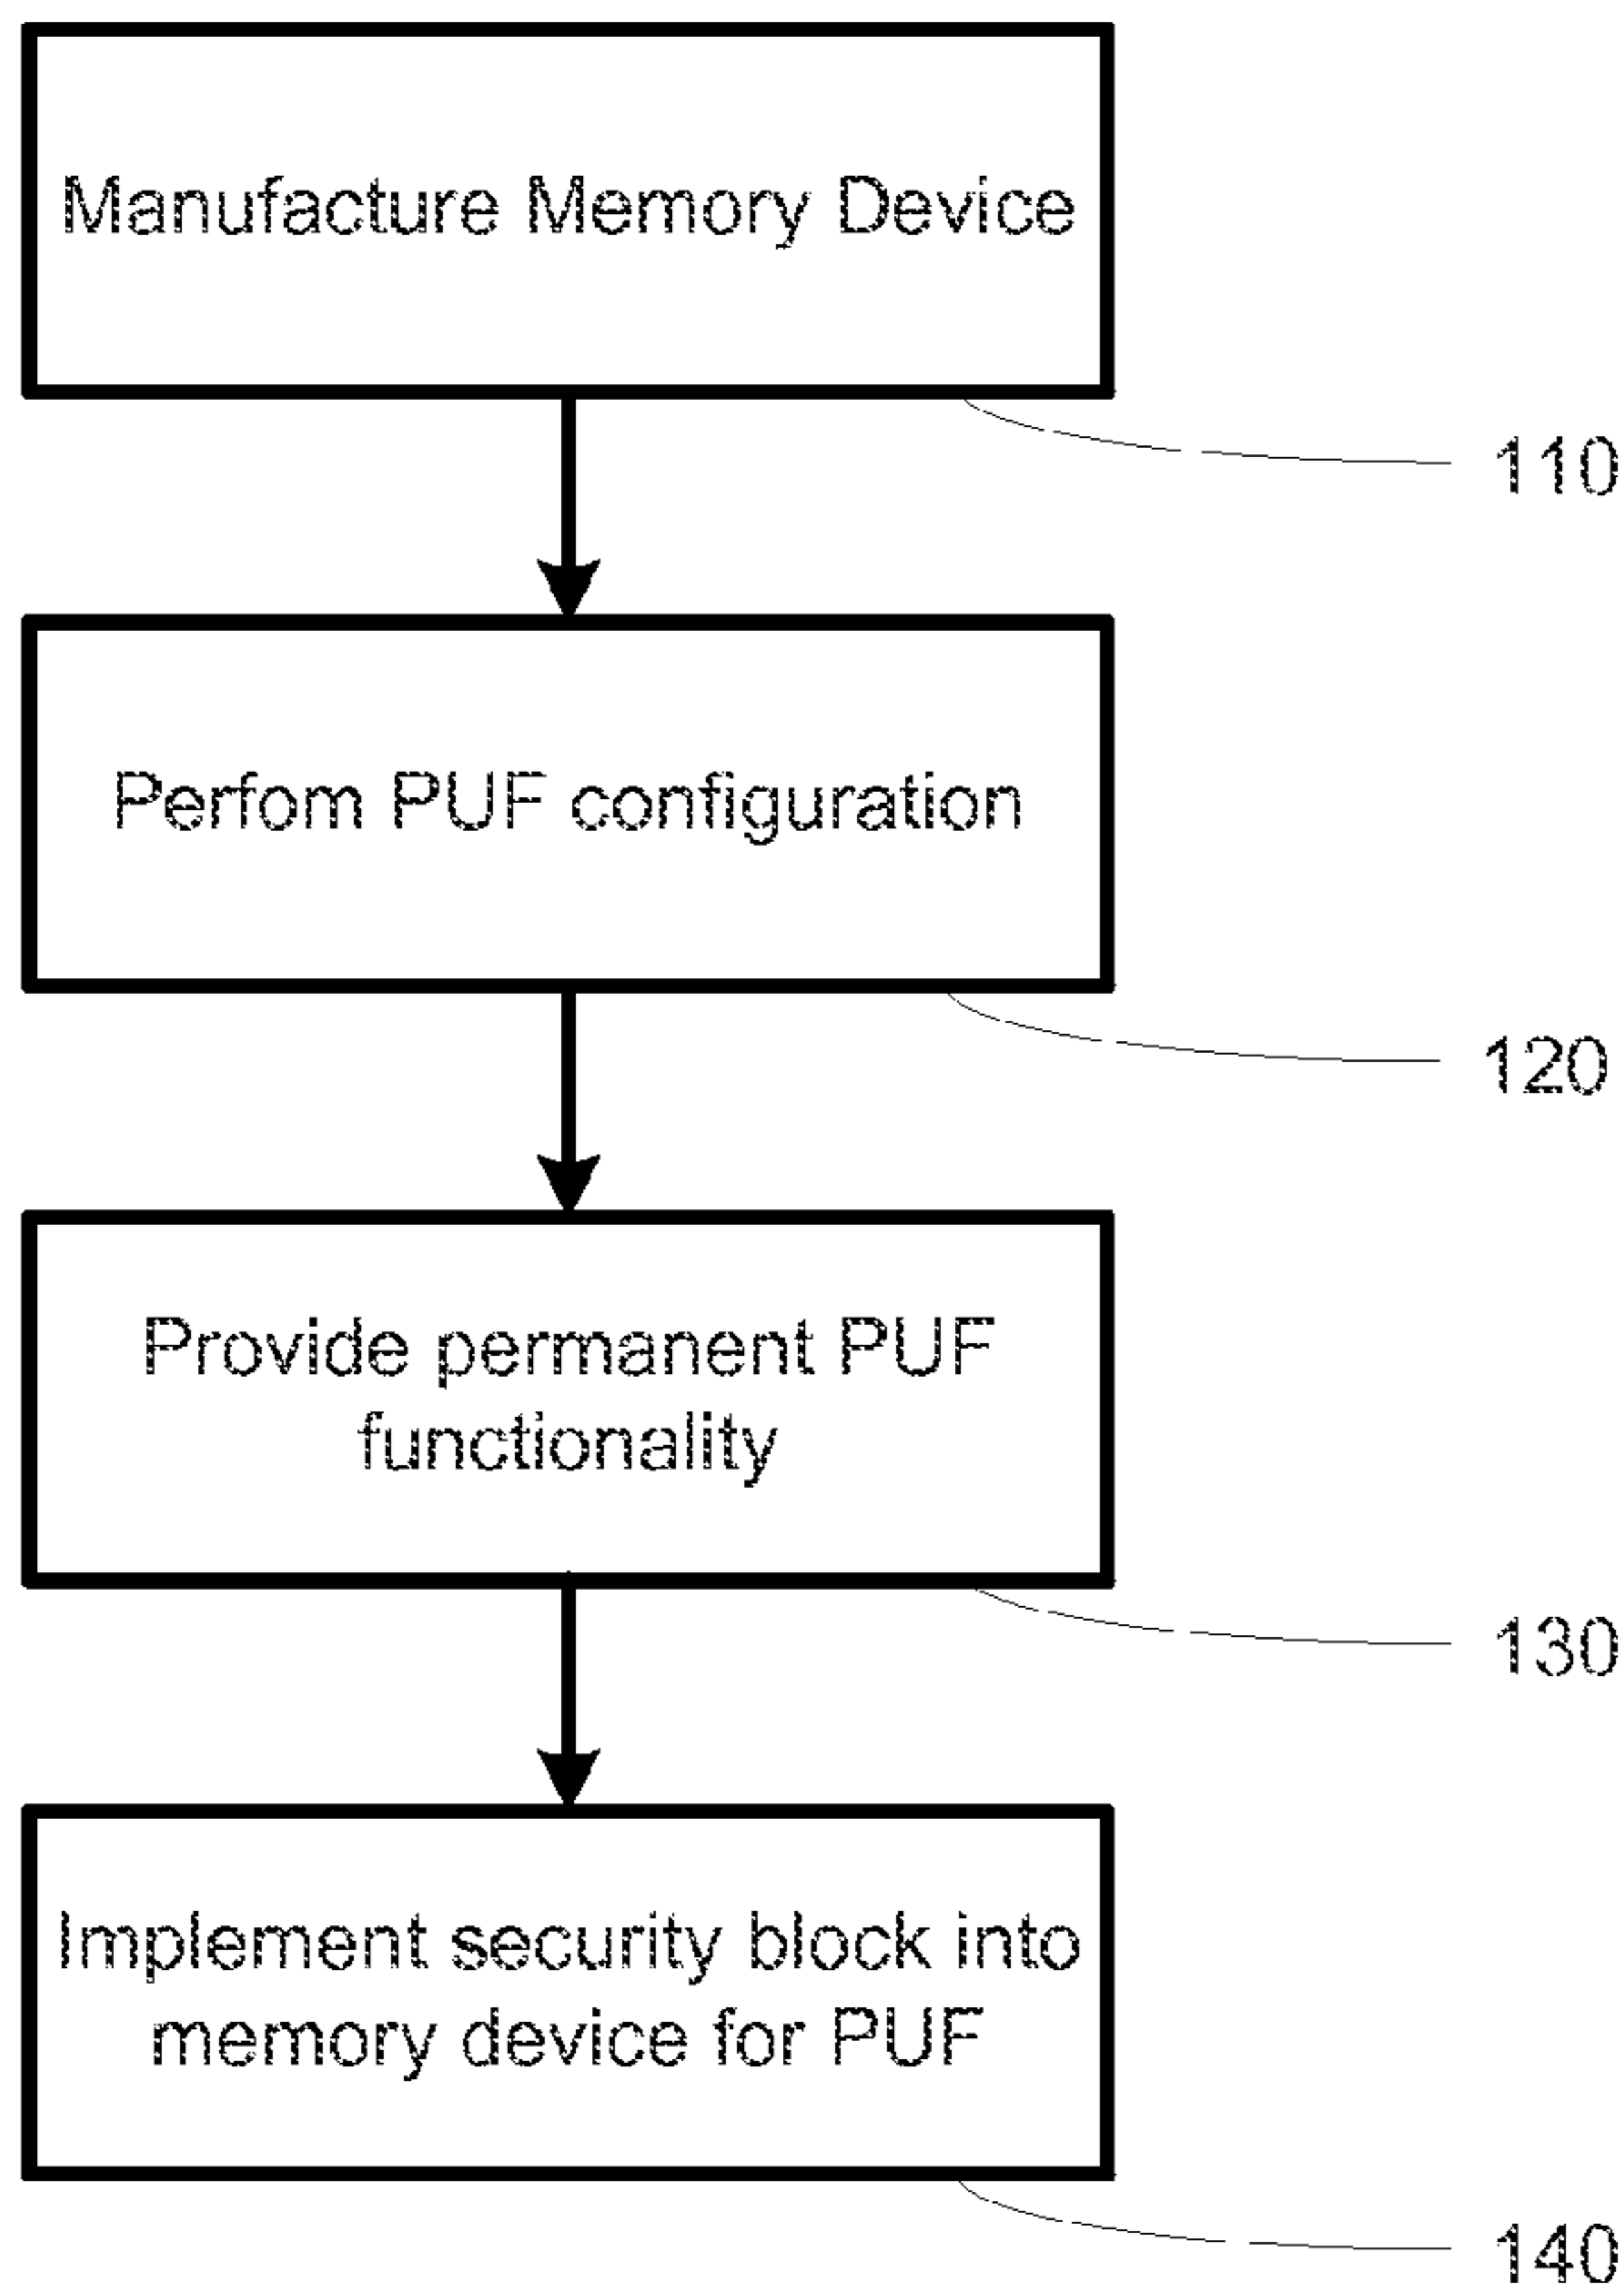 Manufacture Memory Device
110
Perfom PUF configuration
120
Provide permanent PUF
functionality
130
Implement security block into
memory device for PUF
140